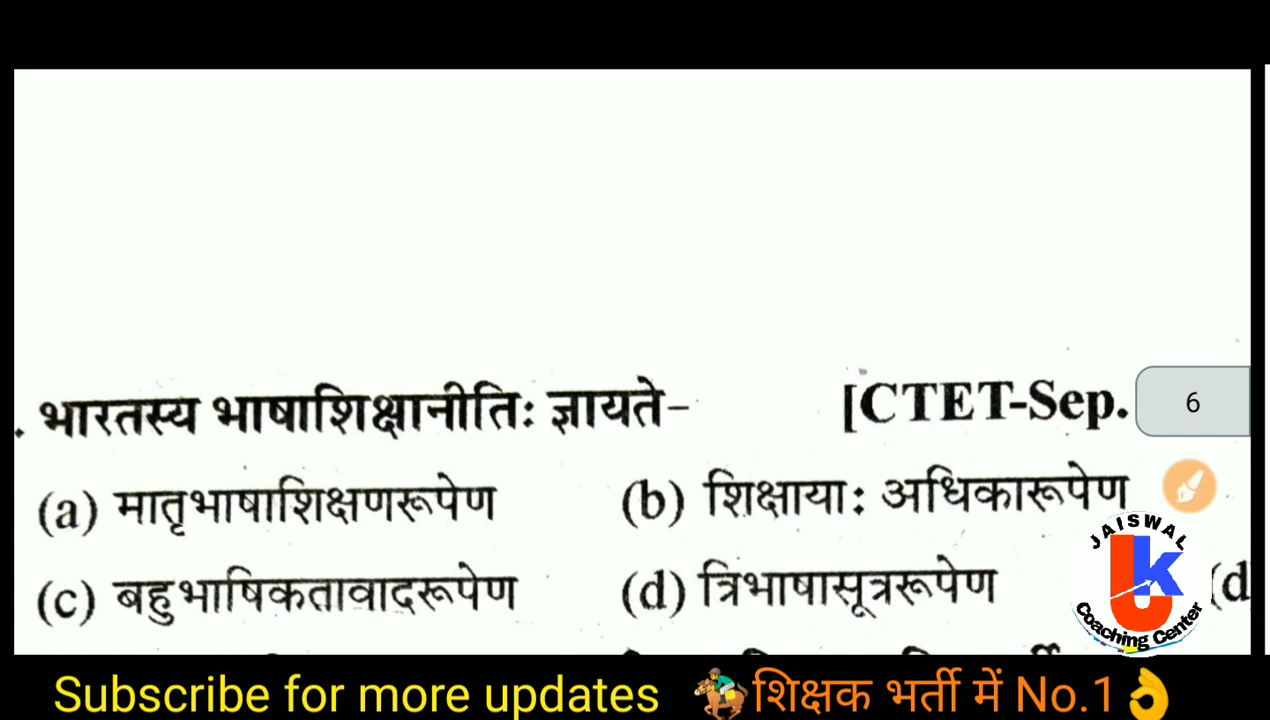 . भारतस्य भाषाशिक्षानीतिः ज्ञायते– [CTET-Sep.
6
(a) मातृभाषाशिक्षणरूपेण (b) शिक्षायाः अधिकारूपेण
(c) बहुभाषिकतावादरूपेण (d) त्रिभाषासूत्ररूपेण (d
JAISWAL
UK
Coaching Center
Subscribe for more updates 🏇शिक्षक भर्ती में No.1👌